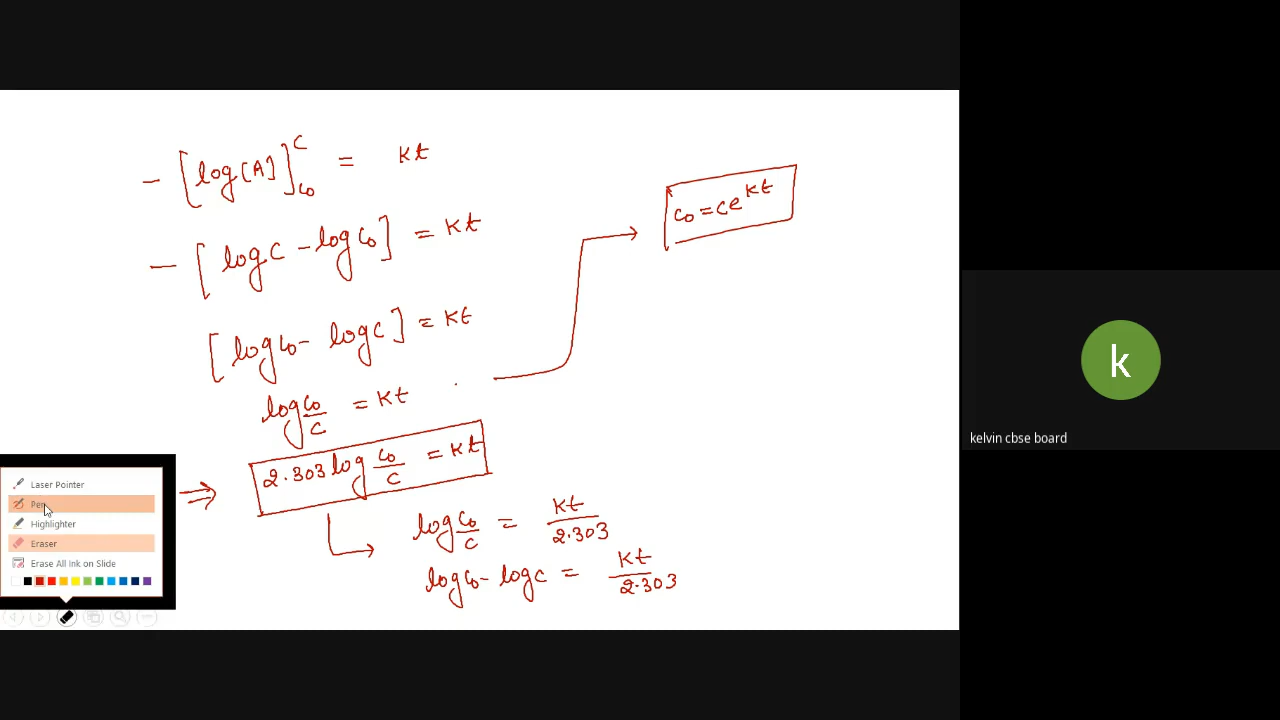 - [log[A]]_{C₀}^{C} = kt
- [log C - log C₀] = kt
[log C₀ - log C] = kt
log C₀/C = kt
2.303 log C₀/C = kt
log C₀/C = kt/2.303
log C₀ - log C = kt/2.303
C₀ = Ce^{kt}
Laser Pointer
Pen
Highlighter
Eraser
Erase All Ink on Slide
k
kelvin cbse board